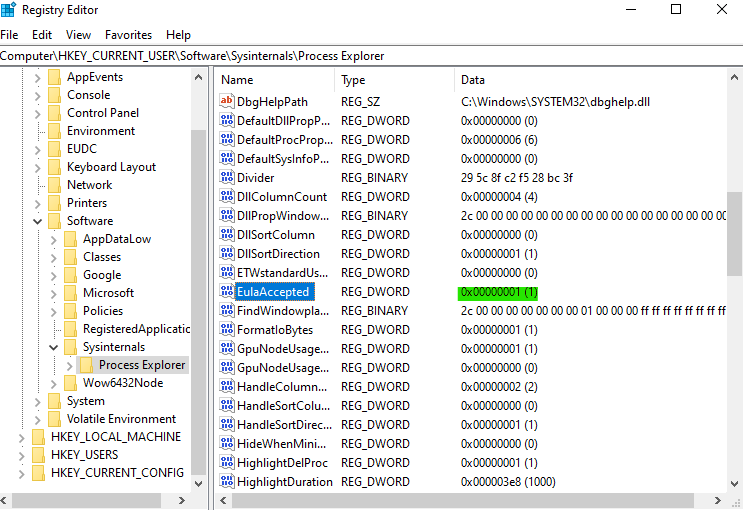 Registry Editor
File Edit View Favorites Help
Computer\HKEY_CURRENT_USER\Software\Sysinternals\Process Explorer
AppEvents
Console
Control Panel
Environment
EUDC
Keyboard Layout
Network
Printers
Software
AppDataLow
Classes
Google
Microsoft
Policies
RegisteredApplicatic
Sysinternals
Process Explorer
Wow6432Node
System
Volatile Environment
HKEY_LOCAL_MACHINE
HKEY_USERS
HKEY_CURRENT_CONFIG
Name Type Data
ab DbgHelpPath REG_SZ C:\Windows\SYSTEM32\dbghelp.dll
DefaultDllPropP... REG_DWORD 0x00000000 (0)
DefaultProcProp... REG_DWORD 0x00000006 (6)
DefaultSysInfoP... REG_DWORD 0x00000000 (0)
Divider REG_BINARY 29 5c 8f c2 f5 28 bc 3f
DllColumnCount REG_DWORD 0x00000004 (4)
DllPropWindow... REG_BINARY 2c 00 00 00 00 00 00 00 00 00 00 00 00 00 00 00
DllSortColumn REG_DWORD 0x00000000 (0)
DllSortDirection REG_DWORD 0x00000001 (1)
ETWstandardUs... REG_DWORD 0x00000000 (0)
EulaAccepted REG_DWORD 0x00000001 (1)
FindWindowpla... REG_BINARY 2c 00 00 00 00 00 00 00 01 00 00 00 ff ff ff ff ff ff ff ff
FormatIoBytes REG_DWORD 0x00000001 (1)
GpuNodeUsage... REG_DWORD 0x00000001 (1)
GpuNodeUsage... REG_DWORD 0x00000000 (0)
HandleColumn... REG_DWORD 0x00000002 (2)
HandleSortColu... REG_DWORD 0x00000000 (0)
HandleSortDirec... REG_DWORD 0x00000001 (1)
HideWhenMini... REG_DWORD 0x00000000 (0)
HighlightDelProc REG_DWORD 0x00000001 (1)
HighlightDuration REG_DWORD 0x000003e8 (1000)